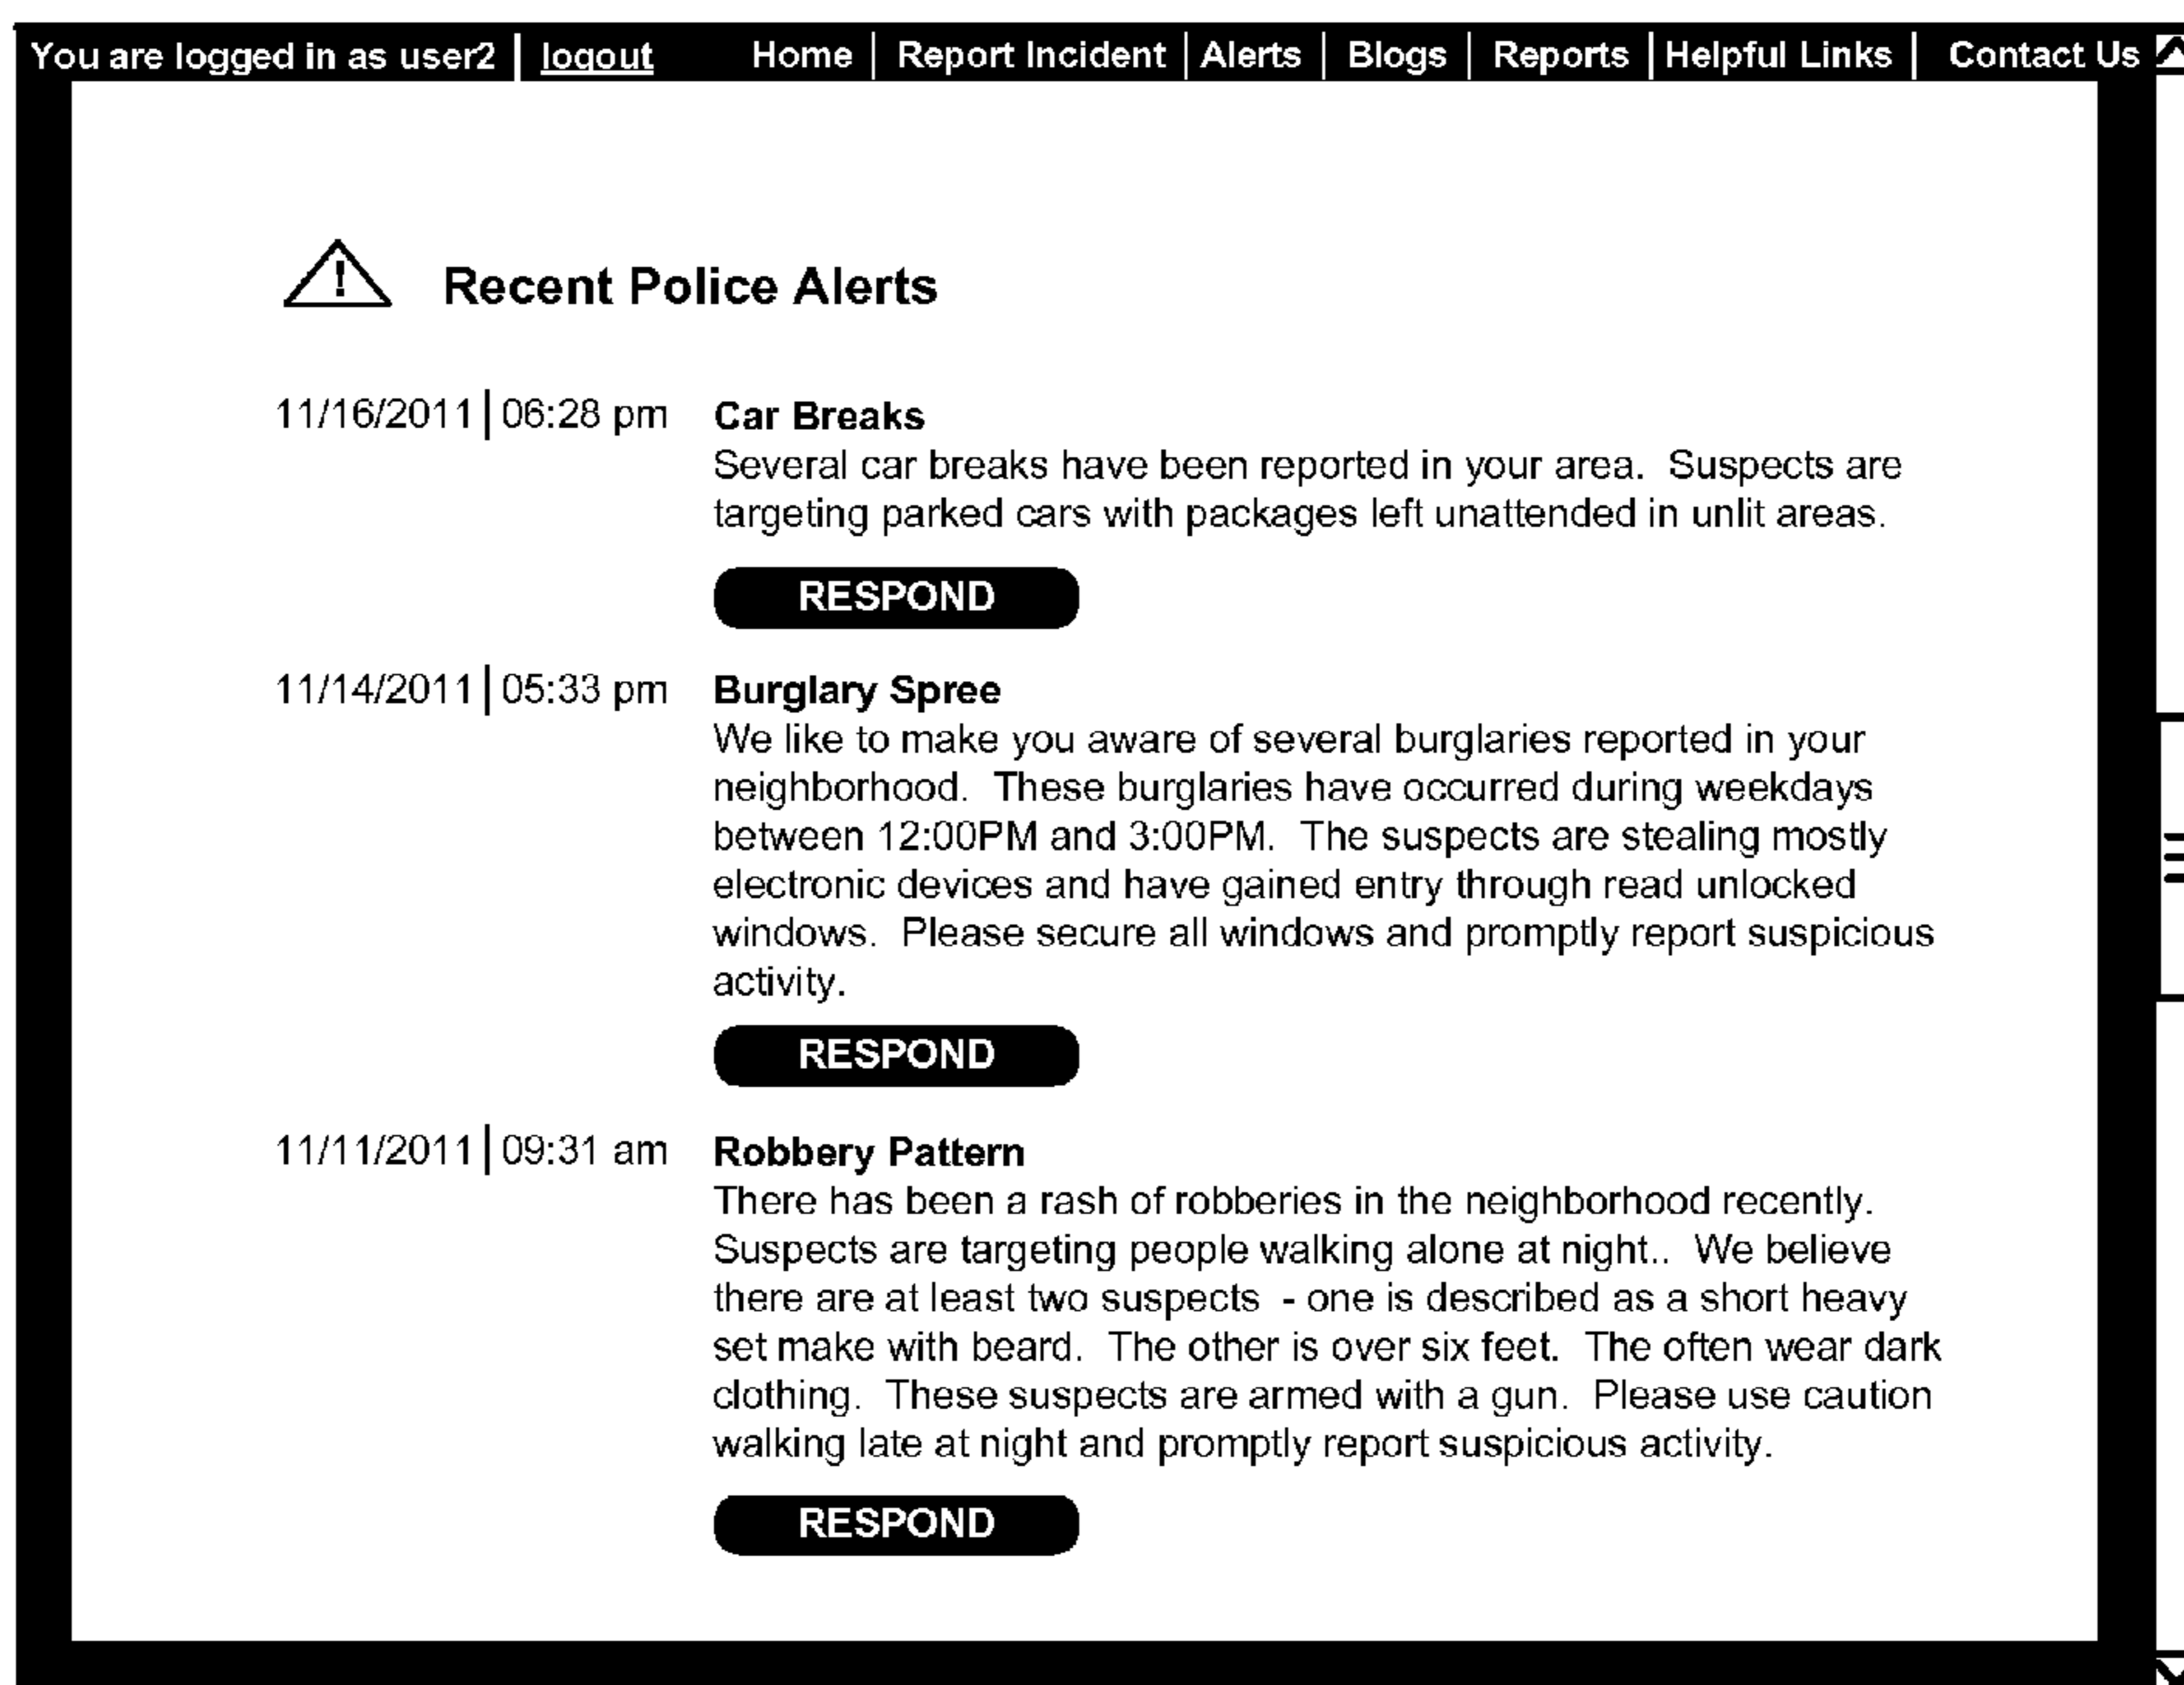 You are logged in as user2 | logout Home | Report Incident | Alerts | Blogs | Reports | Helpful Links | Contact Us
! Recent Police Alerts
11/16/2011 | 06:28 pm Car Breaks
Several car breaks have been reported in your area. Suspects are
targeting parked cars with packages left unattended in unlit areas.
RESPOND
11/14/2011 | 05:33 pm Burglary Spree
We like to make you aware of several burglaries reported in your
neighborhood. These burglaries have occurred during weekdays
between 12:00PM and 3:00PM. The suspects are stealing mostly
electronic devices and have gained entry through read unlocked
windows. Please secure all windows and promptly report suspicious
activity.
RESPOND
11/11/2011 | 09:31 am Robbery Pattern
There has been a rash of robberies in the neighborhood recently.
Suspects are targeting people walking alone at night.. We believe
there are at least two suspects - one is described as a short heavy
set make with beard. The other is over six feet. The often wear dark
clothing. These suspects are armed with a gun. Please use caution
walking late at night and promptly report suspicious activity.
RESPOND